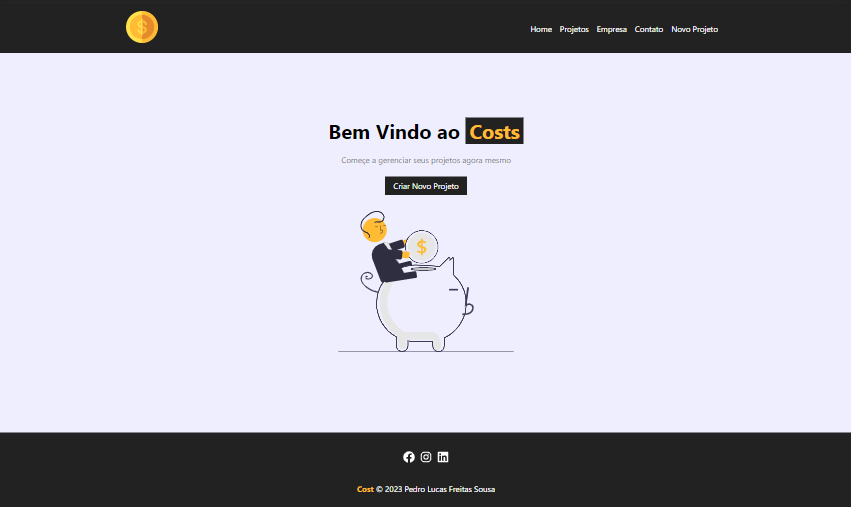 $
Home Projetos Empresa Contato Novo Projeto
Bem Vindo ao Costs
Começe a gerenciar seus projetos agora mesmo
Criar Novo Projeto
$
Cost © 2023 Pedro Lucas Freitas Sousa